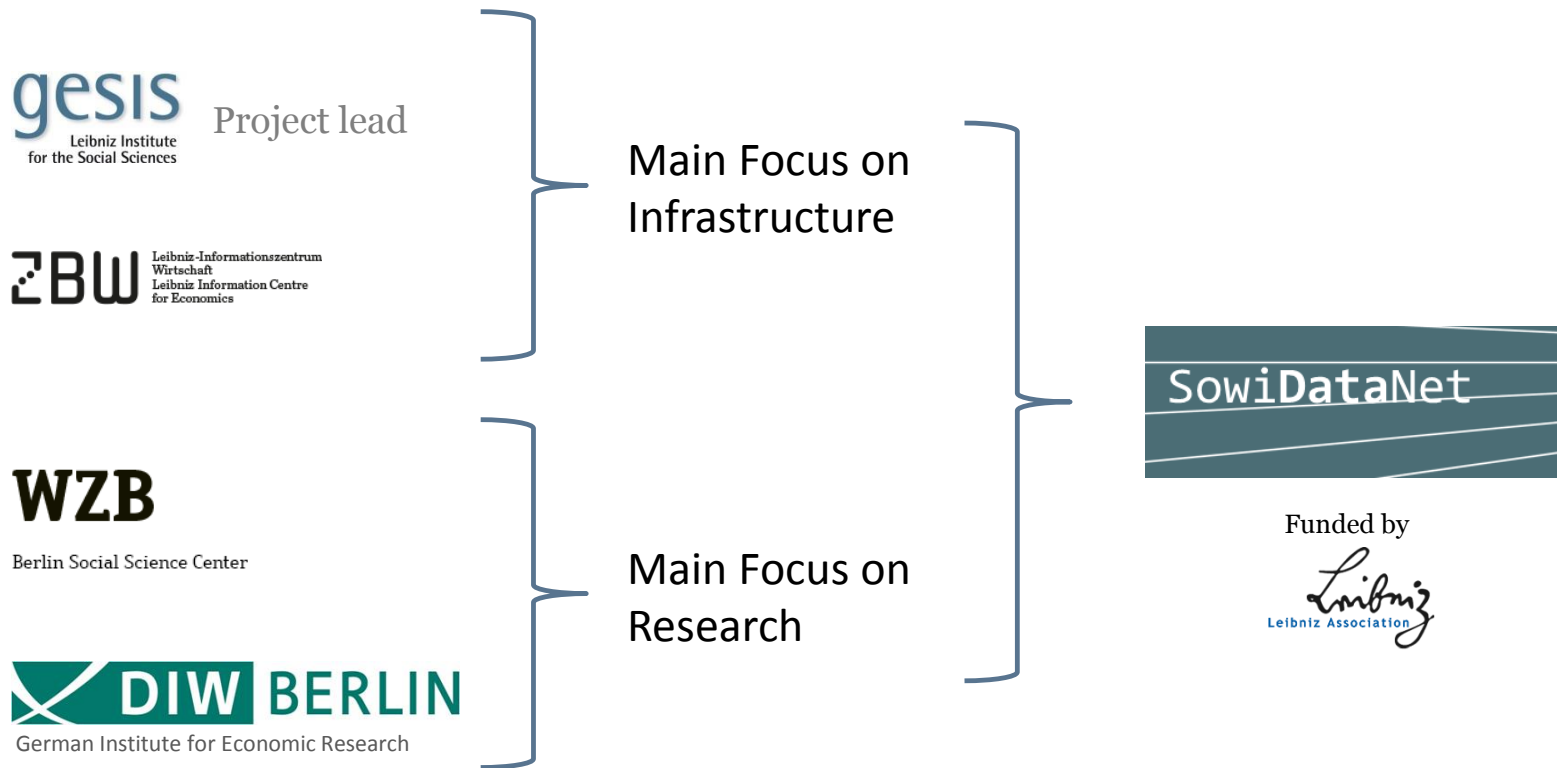 gesis
Leibniz Institute
for the Social Sciences
Project lead
ZBW
Leibniz-Informationszentrum
Wirtschaft
Leibniz Information Centre
for Economics
Main Focus on
Infrastructure
WZB
Berlin Social Science Center
DIW BERLIN
German Institute for Economic Research
Main Focus on
Research
SowiDataNet
Funded by
Leibniz
Leibniz Association